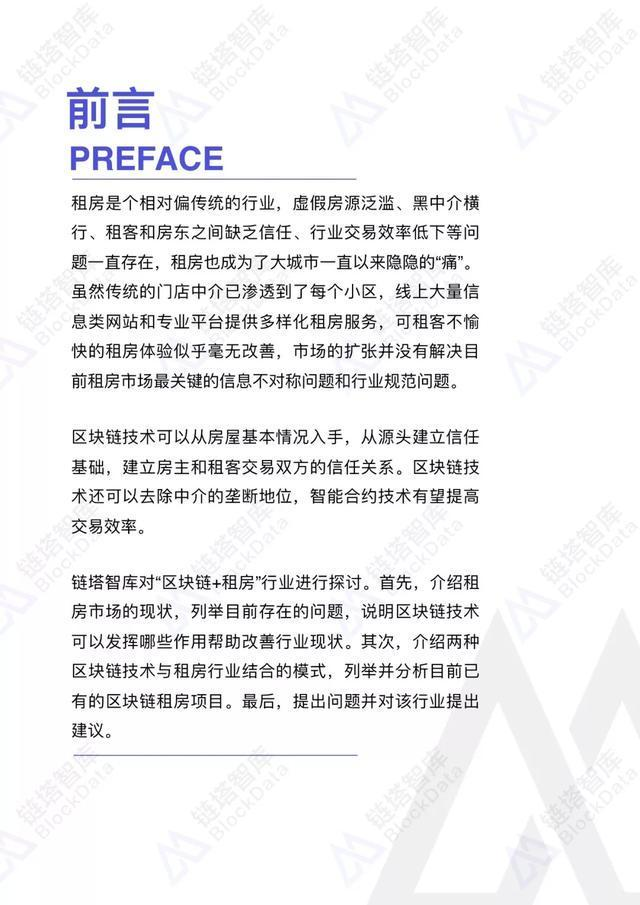 前言
PREFACE
租房是个相对偏传统的行业，虚假房源泛滥、黑中介横
行、租客和房东之间缺乏信任、行业交易效率低下等问
题一直存在，租房也成为了大城市一直以来隐隐的“痛”。
虽然传统的门店中介已渗透到了每个小区，线上大量信
息类网站和专业平台提供多样化租房服务，可租客不愉
快的租房体验似乎毫无改善，市场的扩张并没有解决目
前租房市场最关键的信息不对称问题和行业规范问题。
区块链技术可以从房屋基本情况入手，从源头建立信任
基础，建立房主和租客交易双方的信任关系。区块链技
术还可以去除中介的垄断地位，智能合约技术有望提高
交易效率。
链塔智库对“区块链+租房”行业进行探讨。首先，介绍租
房市场的现状，列举目前存在的问题，说明区块链技术
可以发挥哪些作用帮助改善行业现状。其次，介绍两种
区块链技术与租房行业结合的模式，列举并分析目前已
有的区块链租房项目。最后，提出问题并对该行业提出
建议。
链塔智库
BlockData